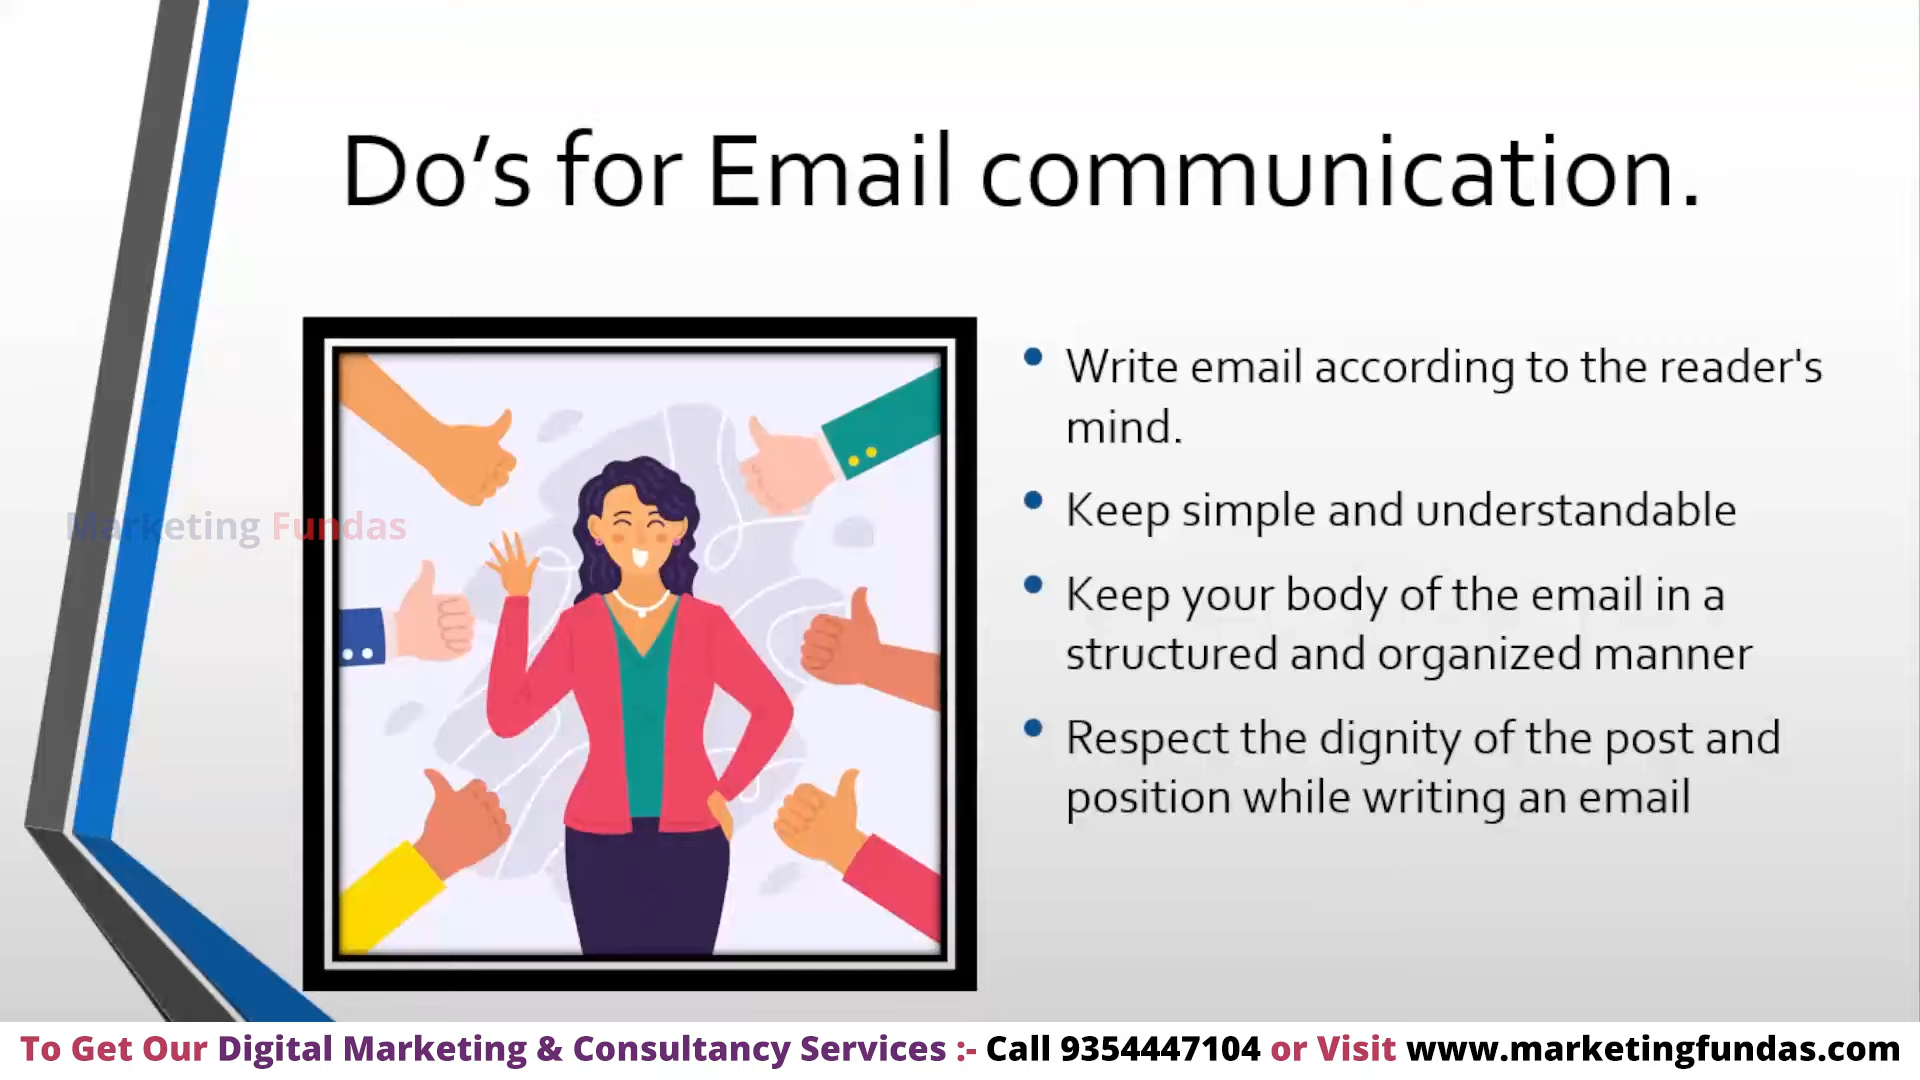 Do’s for Email communication.
Write email according to the reader's
mind.
Keep simple and understandable
Keep your body of the email in a
structured and organized manner
Respect the dignity of the post and
position while writing an email
Marketing Fundas
To Get Our Digital Marketing & Consultancy Services :- Call 9354447104 or Visit www.marketingfundas.com